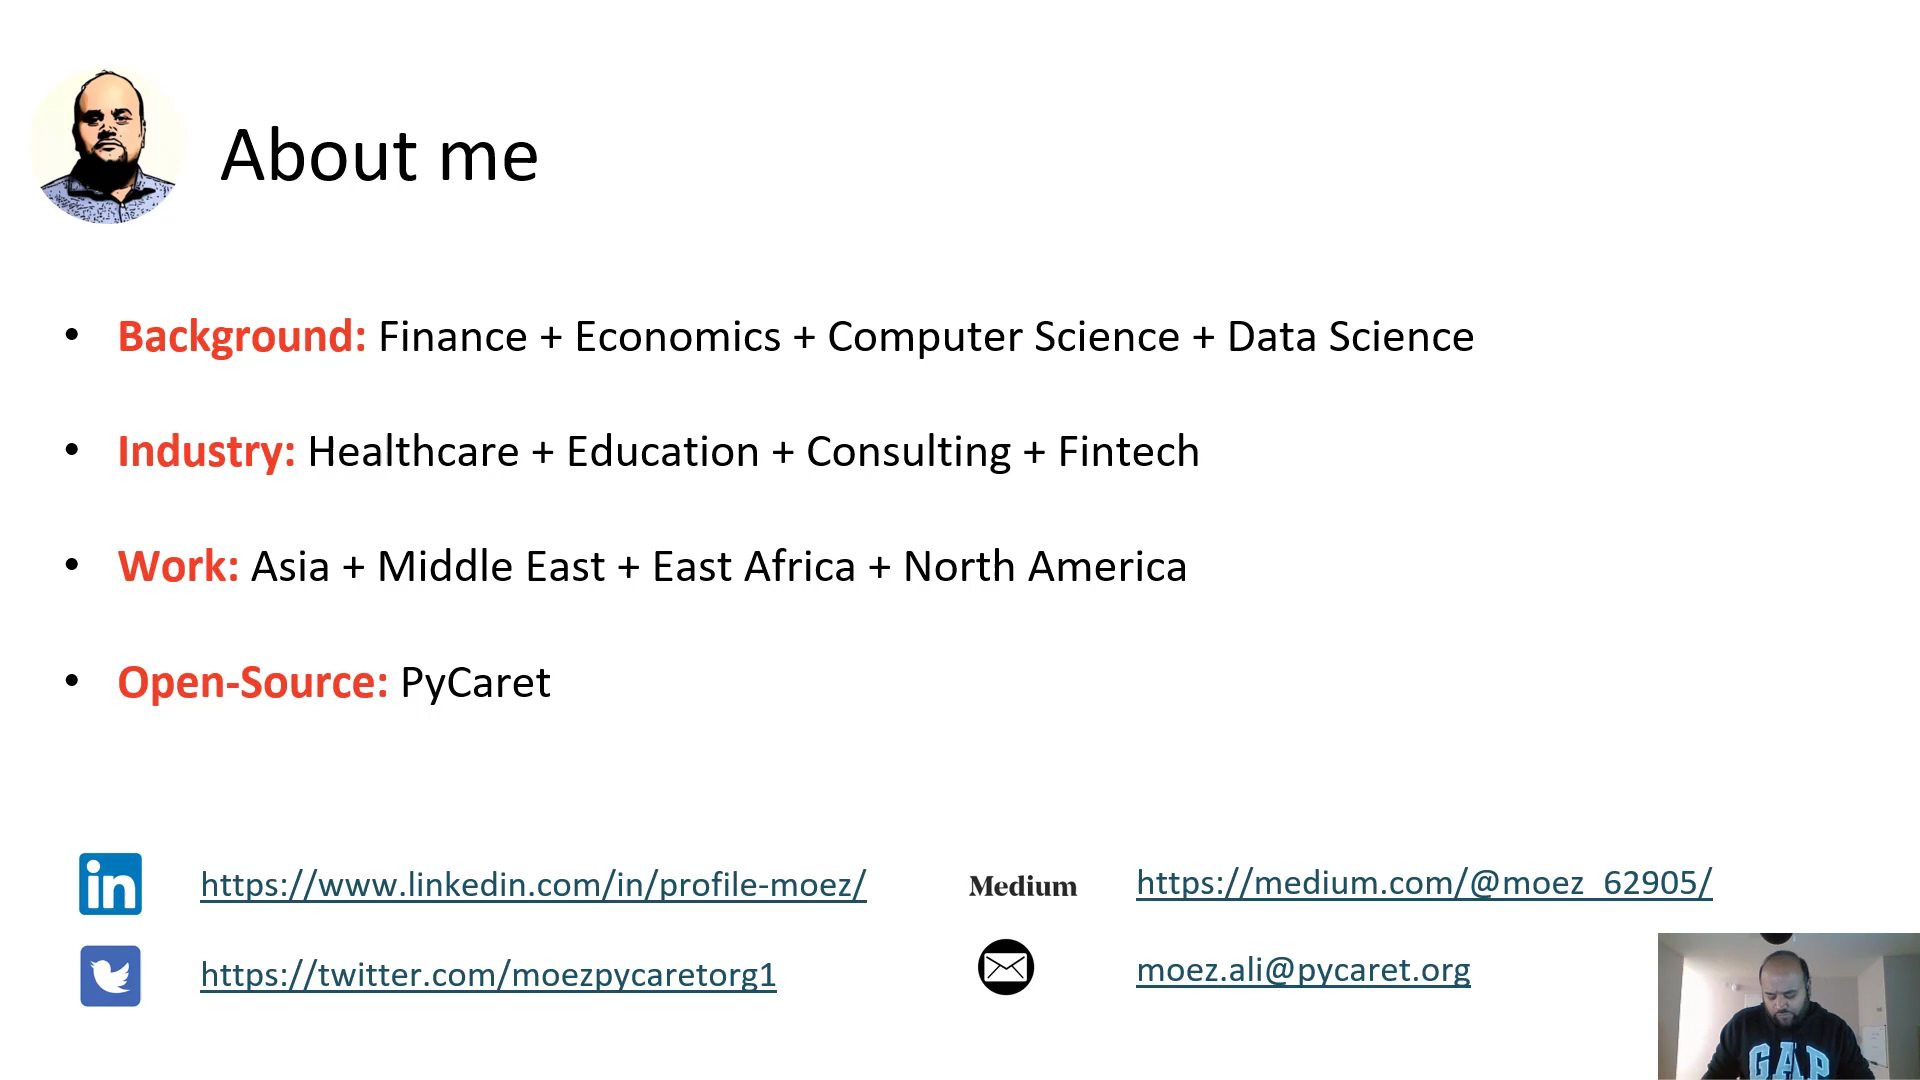 About me
• Background: Finance + Economics + Computer Science + Data Science
• Industry: Healthcare + Education + Consulting + Fintech
• Work: Asia + Middle East + East Africa + North America
• Open-Source: PyCaret
in https://www.linkedin.com/in/profile-moez/
Medium https://medium.com/@moez_62905/
https://twitter.com/moezpycaretorg1
moez.ali@pycaret.org
GAP